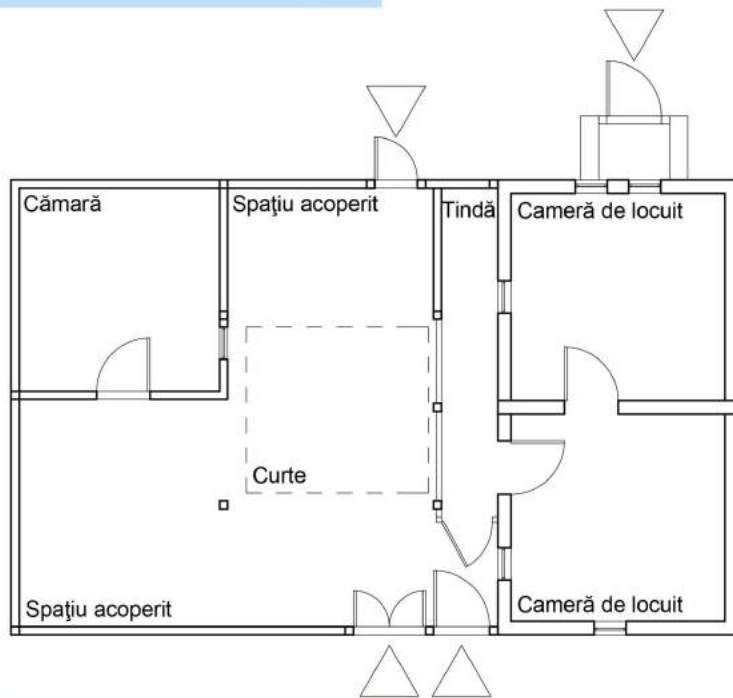 Cămară
Spaţiu acoperit
Tindă
Cameră de locuit
Curte
Spaţiu acoperit
Cameră de locuit